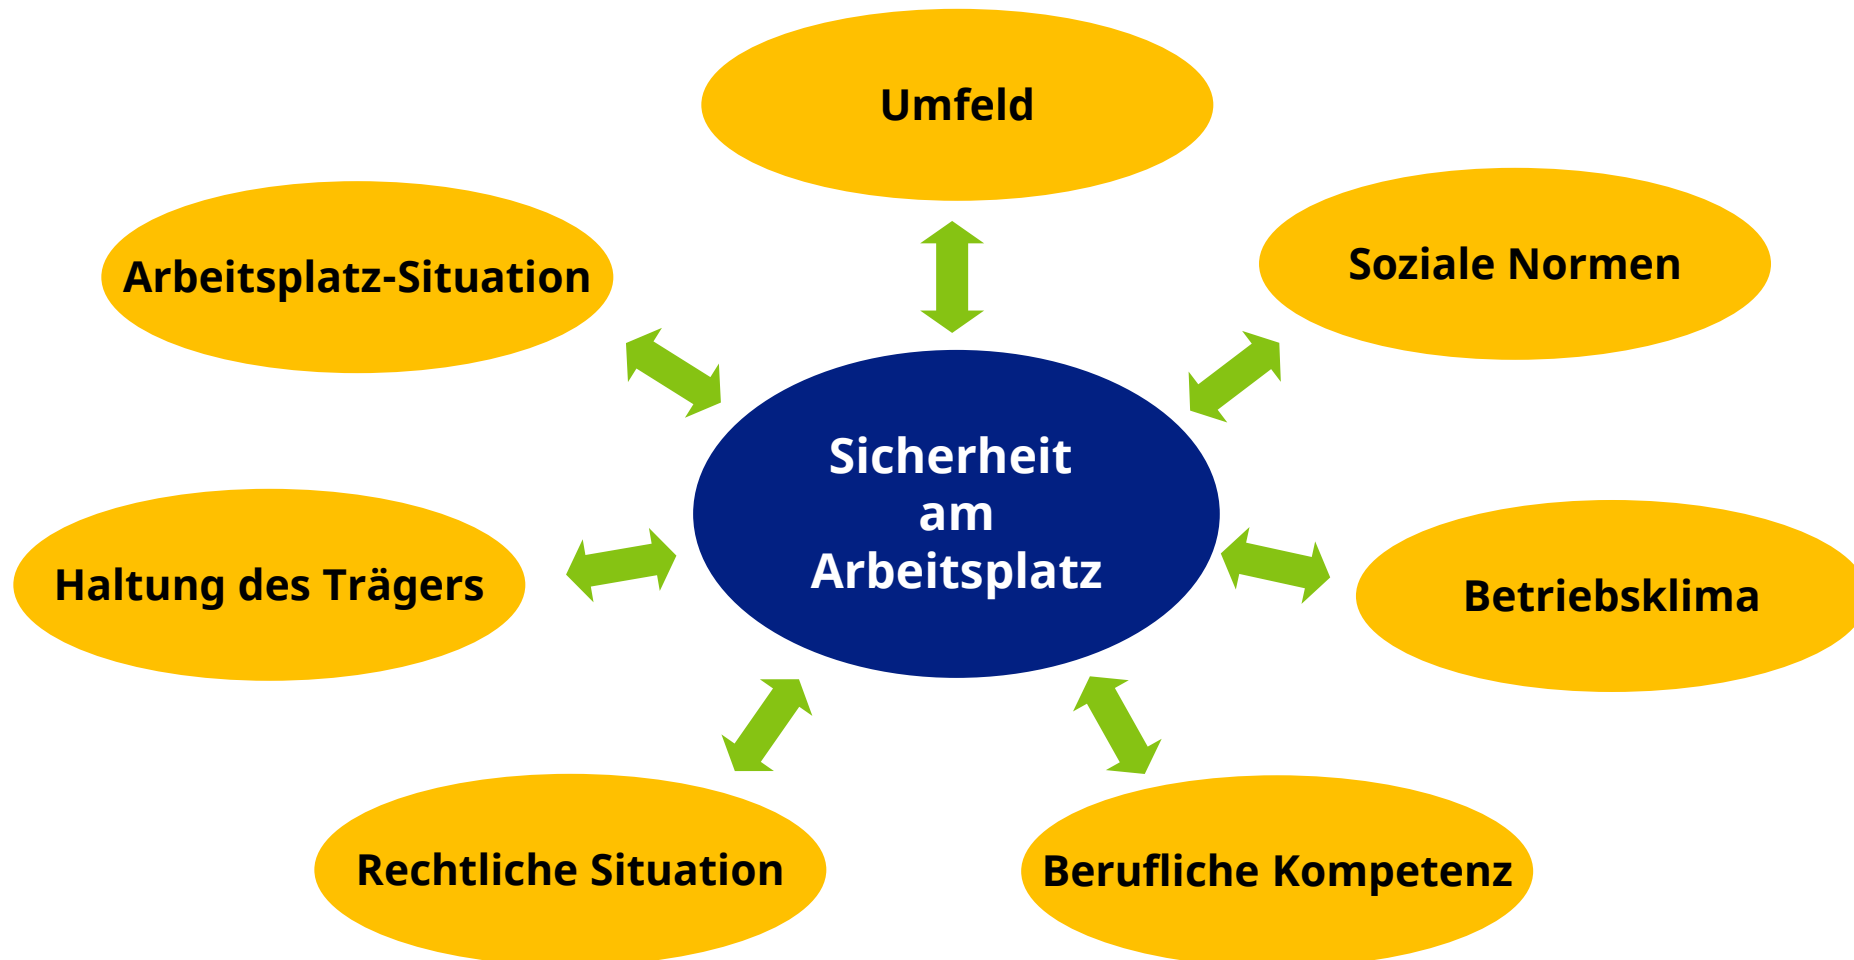 Umfeld
Soziale Normen
Arbeitsplatz-Situation
Sicherheit
am
Arbeitsplatz
Haltung des Trägers
Betriebsklima
Rechtliche Situation
Berufliche Kompetenz